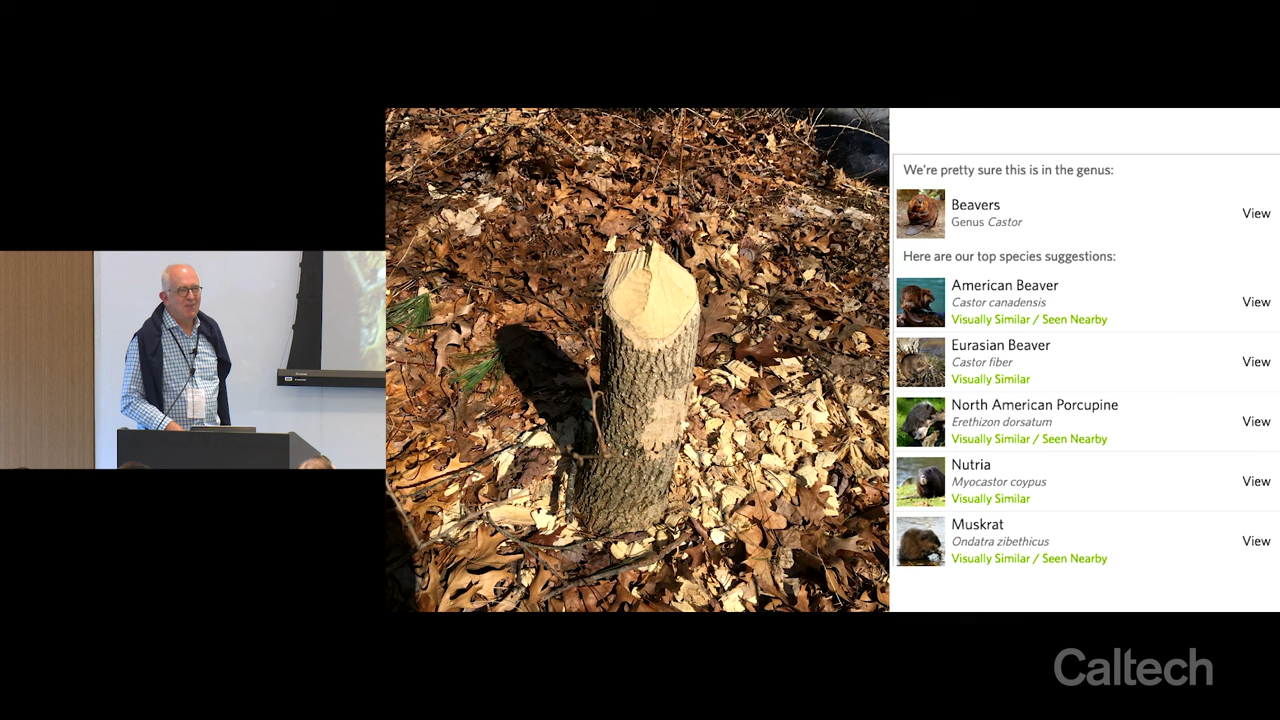 We're pretty sure this is in the genus:
Beavers
Genus Castor
View
Here are our top species suggestions:
American Beaver
Castor canadensis
Visually Similar / Seen Nearby
View
Eurasian Beaver
Castor fiber
Visually Similar
View
North American Porcupine
Erethizon dorsatum
Visually Similar / Seen Nearby
View
Nutria
Myocastor coypus
Visually Similar
View
Muskrat
Ondatra zibethicus
Visually Similar / Seen Nearby
View
Caltech